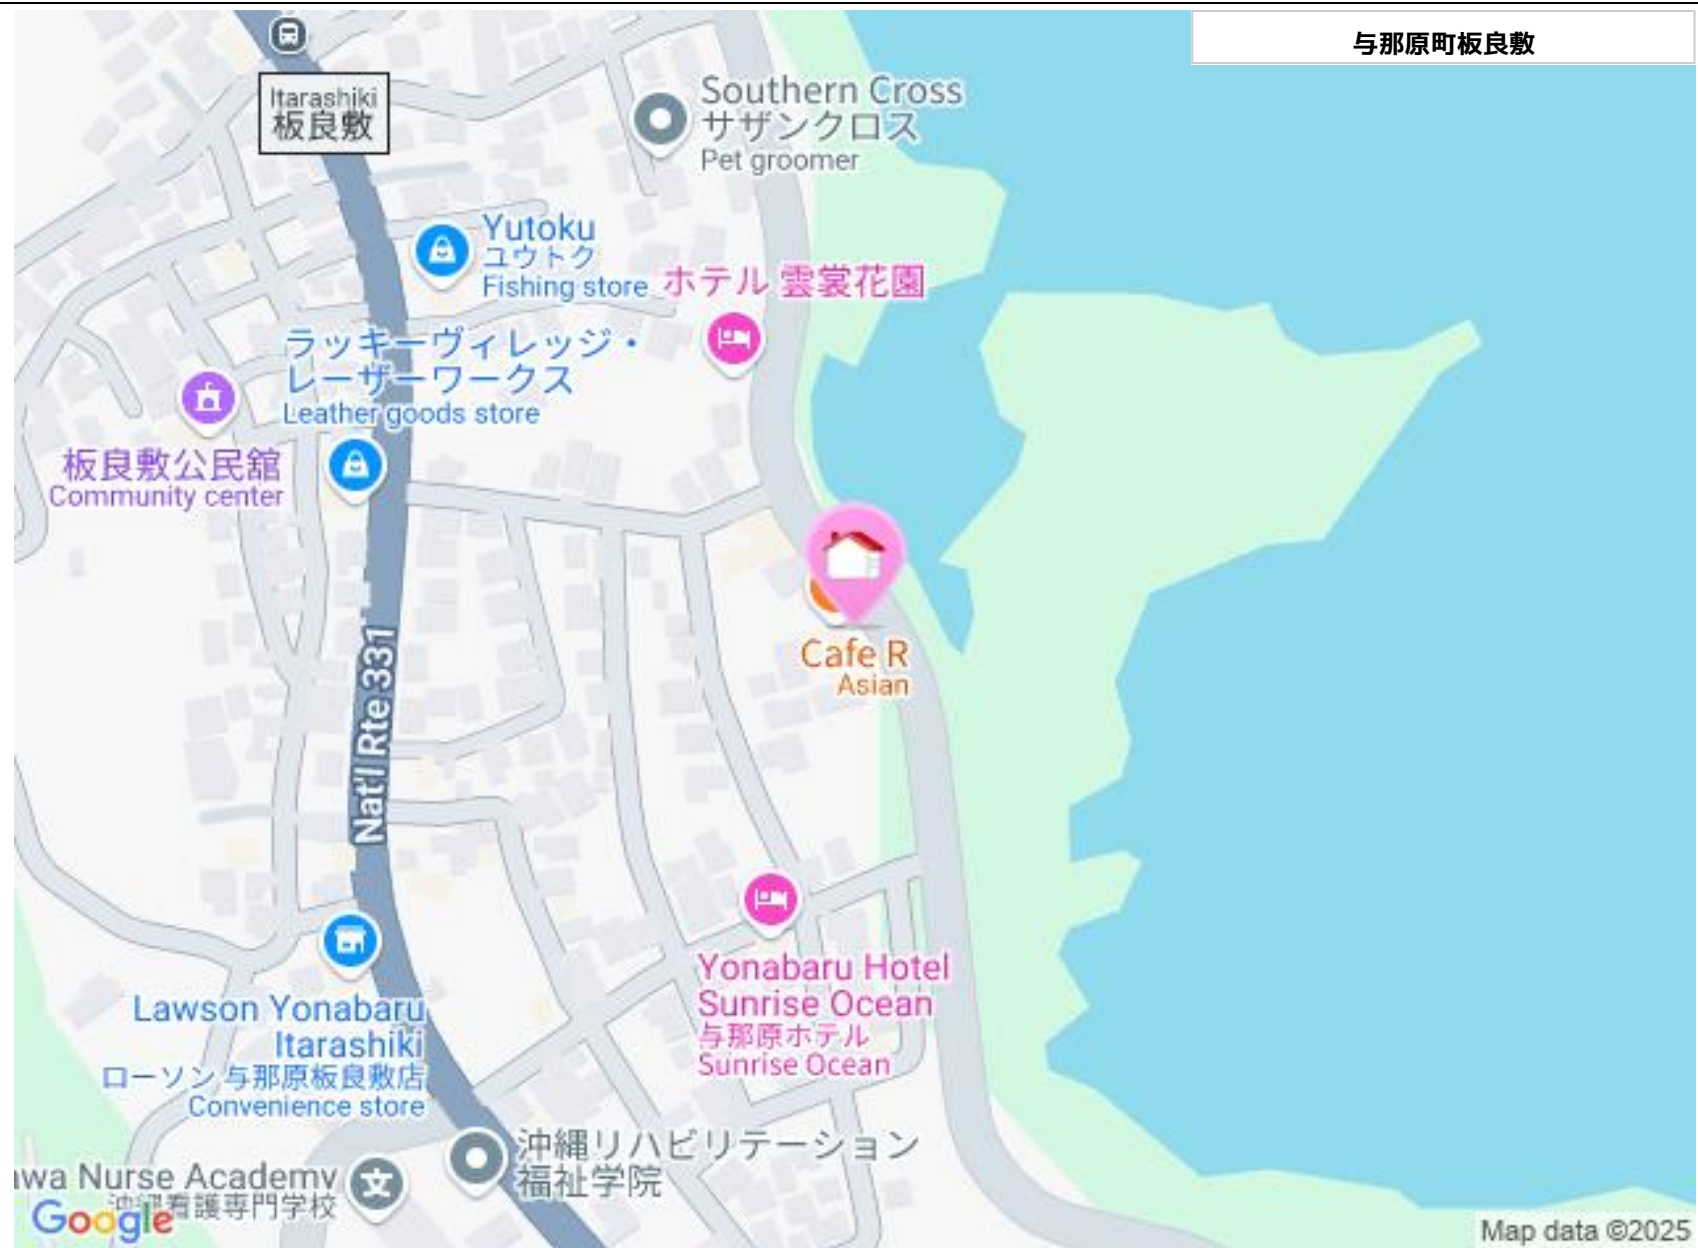 与那原町板良敷
Itarashiki
板良敷
Southern Cross
サザンクロス
Pet groomer
Yutoku
ユウトク
Fishing store
ホテル 雲裳花園
ラッキーヴィレッジ・
レーザーワークス
Leather goods store
板良敷公民舘
Community center
Cafe R
Asian
Nat'l Rte 331
Yonabaru Hotel
Sunrise Ocean
与那原ホテル
Sunrise Ocean
Lawson Yonabaru
Itarashiki
ローソン 与那原板良敷店
Convenience store
沖縄リハビリテーション
福祉学院
wa Nurse Academy
文
沖縄看護専門学校
Google
Map data ©2025